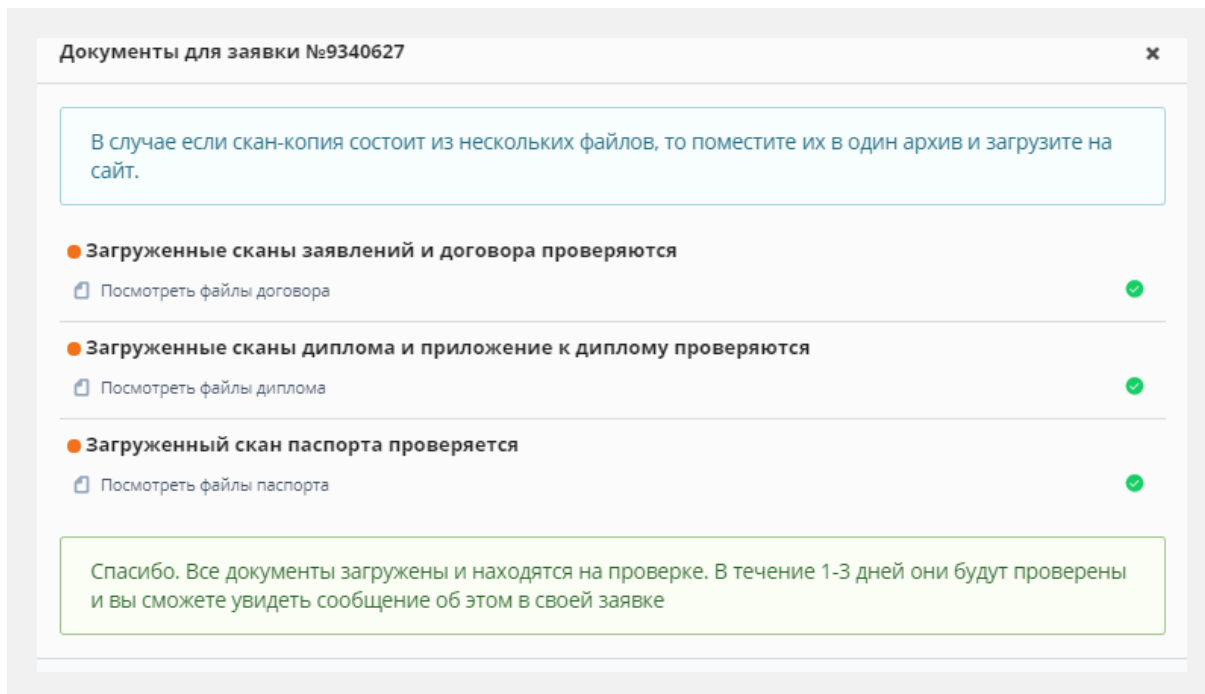 Документы для заявки №9340627
В случае если скан-копия состоит из нескольких файлов, то поместите их в один архив и загрузите на
сайт.
Загруженные сканы заявлений и договора проверяются
Посмотреть файлы договора
Загруженные сканы диплома и приложение к диплому проверяются
Посмотреть файлы диплома
Загруженный скан паспорта проверяется
Посмотреть файлы паспорта
Спасибо. Все документы загружены и находятся на проверке. В течение 1-3 дней они будут проверены
и вы сможете увидеть сообщение об этом в своей заявке